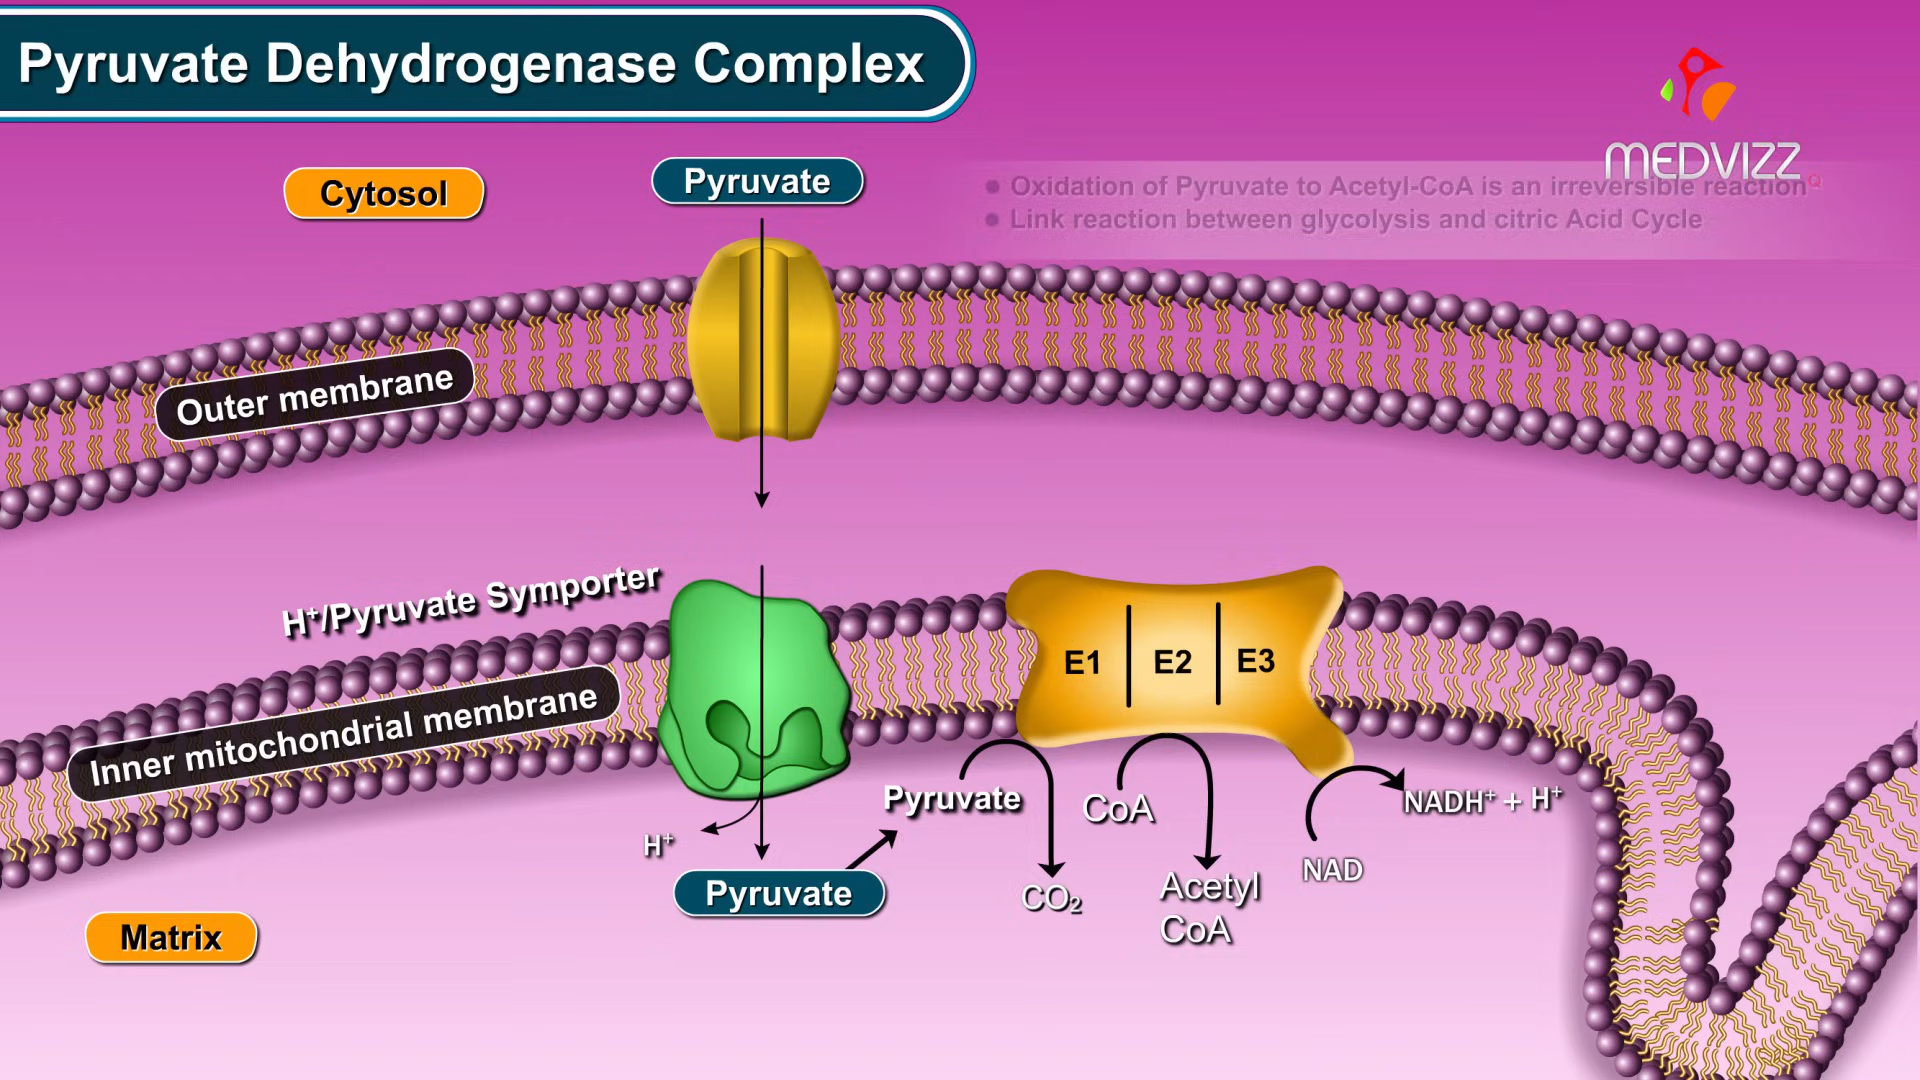 Pyruvate Dehydrogenase Complex
MEDVIZZ
Cytosol
Pyruvate
● Oxidation of Pyruvate to Acetyl-CoA is an irreversible reaction
● Link reaction between glycolysis and citric Acid Cycle
Outer membrane
H⁺/Pyruvate Symporter
E1 E2 E3
Inner mitochondrial membrane
Pyruvate
CoA
NADH⁺ + H⁺
H⁺
NAD
Pyruvate
CO₂
Acetyl
CoA
Matrix